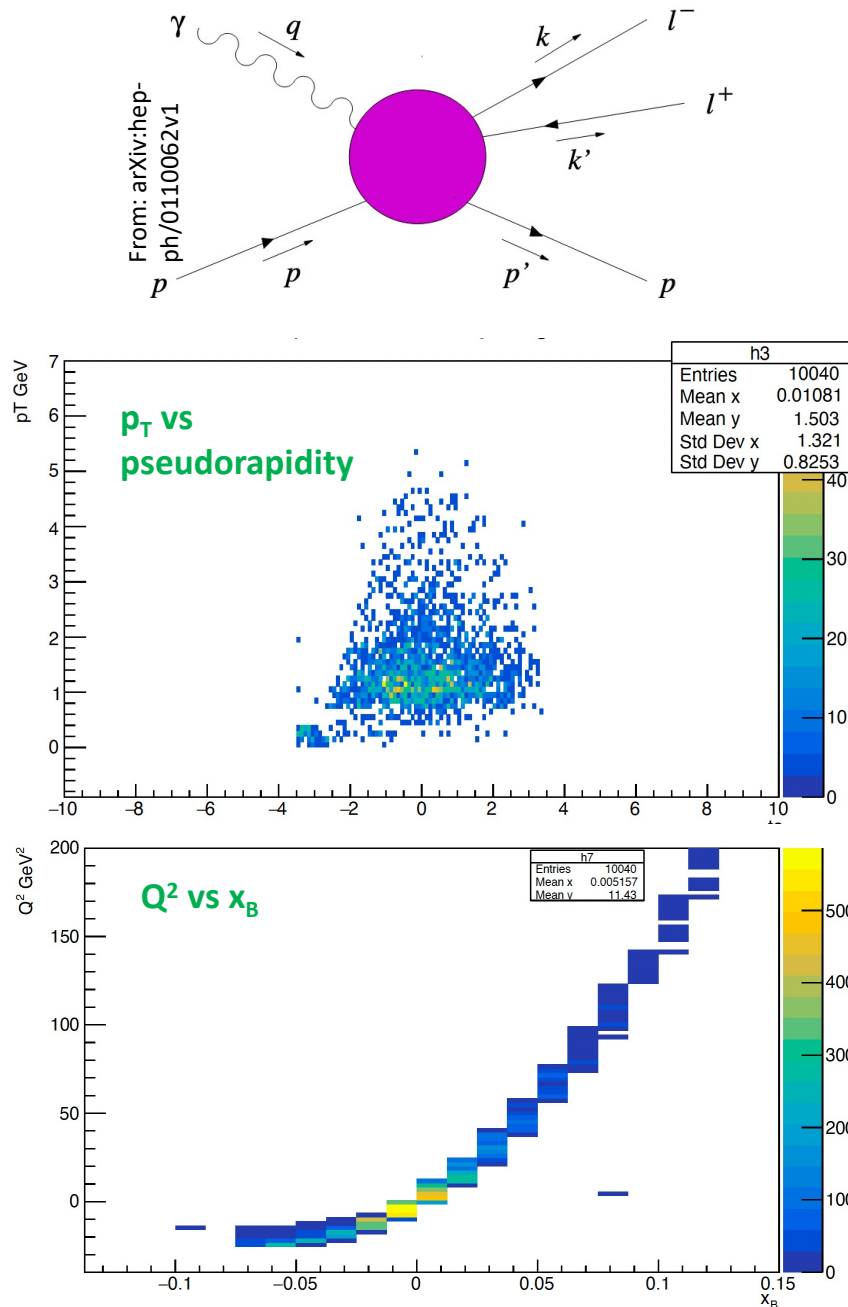 γ
q
k
l⁻
l⁺
k'
From: arXiv:hep-
ph/0110062v1
p
p
p'
p
pT GeV
7
6
5
4
3
2
1
0
p_T vs
pseudorapidity
h3
Entries 10040
Mean x 0.01081
Mean y 1.503
Std Dev x 1.321
Std Dev y 0.8253
40
30
20
10
0
−10 −8 −6 −4 −2 0 2 4 6 8 10
Q² GeV²
200
150
100
50
0
Q² vs x_B
h7
Entries 10040
Mean x 0.005157
Mean y 11.43
500
400
300
200
100
0
−0.1 −0.05 0 0.05 0.1 0.15
x_B